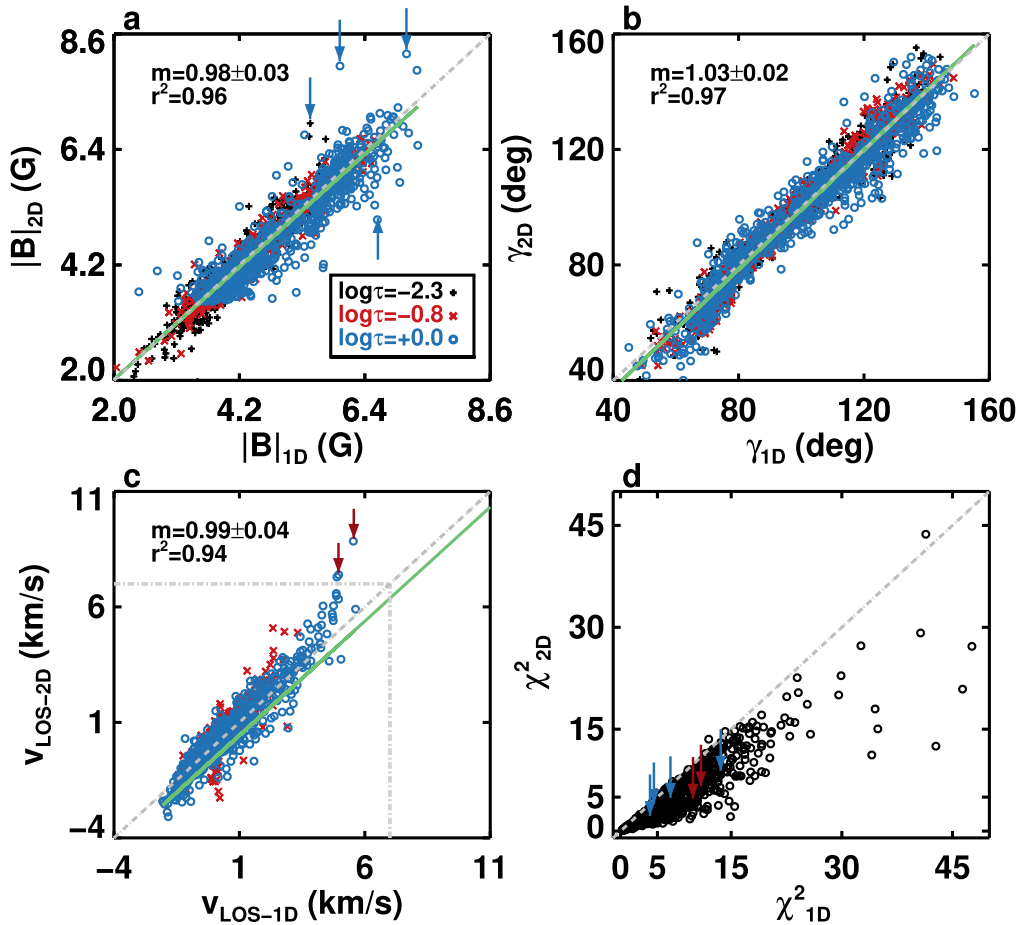 a
b
8.6
6.4
4.2
2.0
|B|2D (G)
m=0.98±0.03
r²=0.96
logτ=−2.3 +
logτ=−0.8 ×
logτ=+0.0 o
2.0 4.2 6.4 8.6
|B|1D (G)
160
120
80
40
γ2D (deg)
m=1.03±0.02
r²=0.97
40 80 120 160
γ1D (deg)
c
d
11
6
1
−4
vLOS−2D (km/s)
m=0.99±0.04
r²=0.94
−4 1 6 11
vLOS−1D (km/s)
50
30
15
5
0
χ²2D
0 5 15 30 45
χ²1D